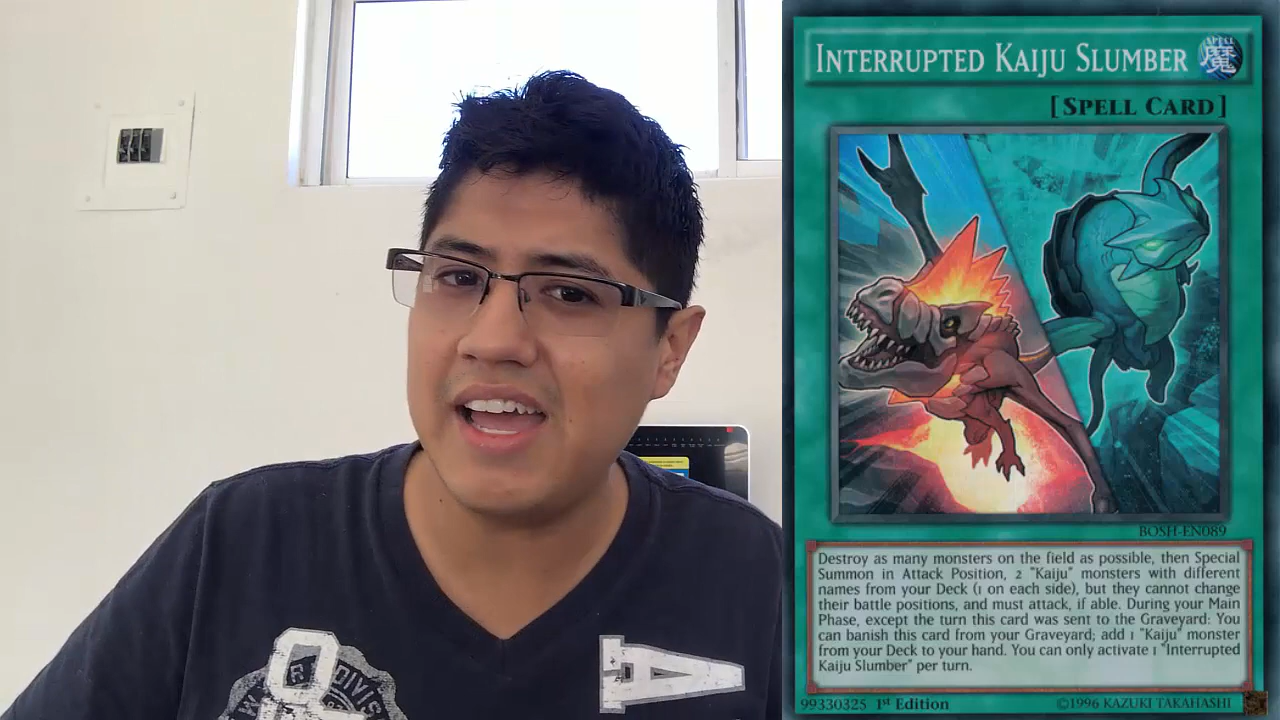 INTERRUPTED KAIJU SLUMBER
SPELL
魔
[SPELL CARD]
BOSH-EN089
Destroy as many monsters on the field as possible, then Special
Summon in Attack Position, 2 "Kaiju" monsters with different
names from your Deck (1 on each side), but they cannot change
their battle positions, and must attack, if able. During your Main
Phase, except the turn this card was sent to the Graveyard: You
can banish this card from your Graveyard; add 1 "Kaiju" monster
from your Deck to your hand. You can only activate 1 "Interrupted
Kaiju Slumber" per turn.
99330325 1st Edition
©1996 KAZUKI TAKAHASHI
DIVIS
A